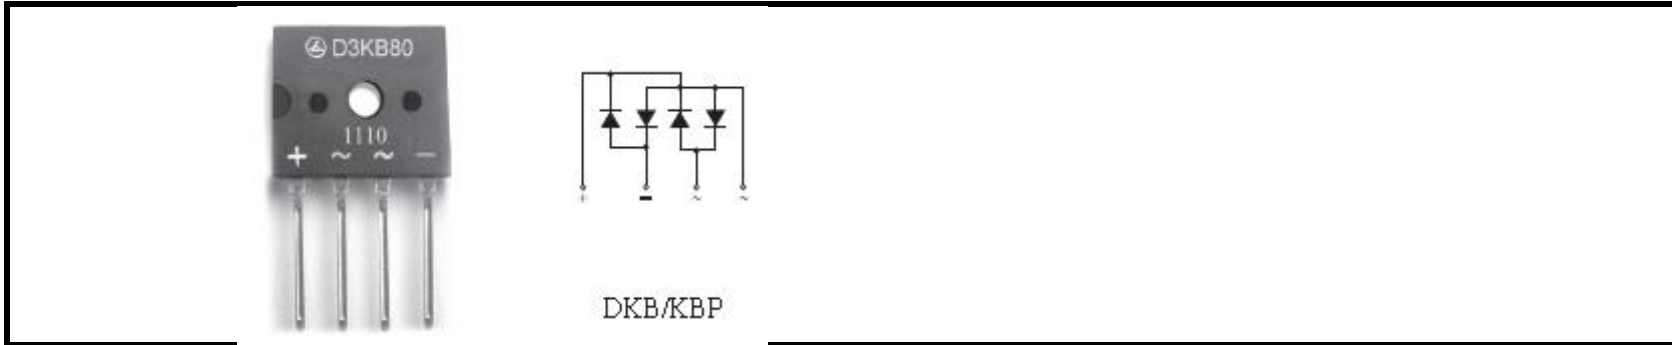 D3KB80
1110
+ ~ ~ −
+ − ~ ~
DKB/KBP